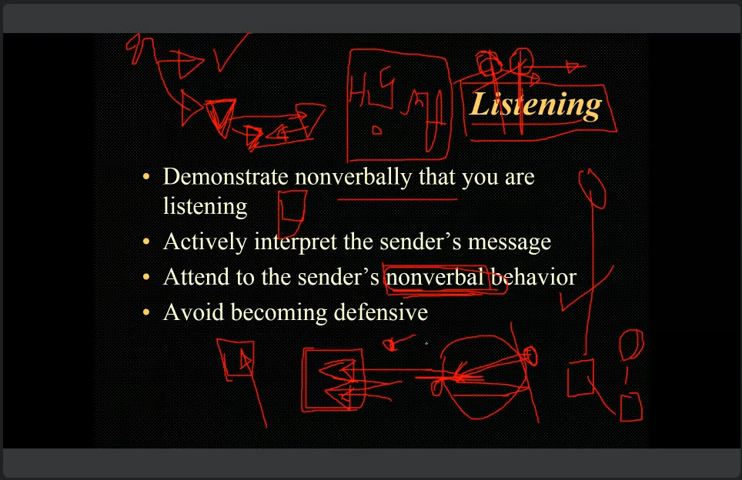 Listening
• Demonstrate nonverbally that you are
listening
• Actively interpret the sender's message
• Attend to the sender's nonverbal behavior
• Avoid becoming defensive